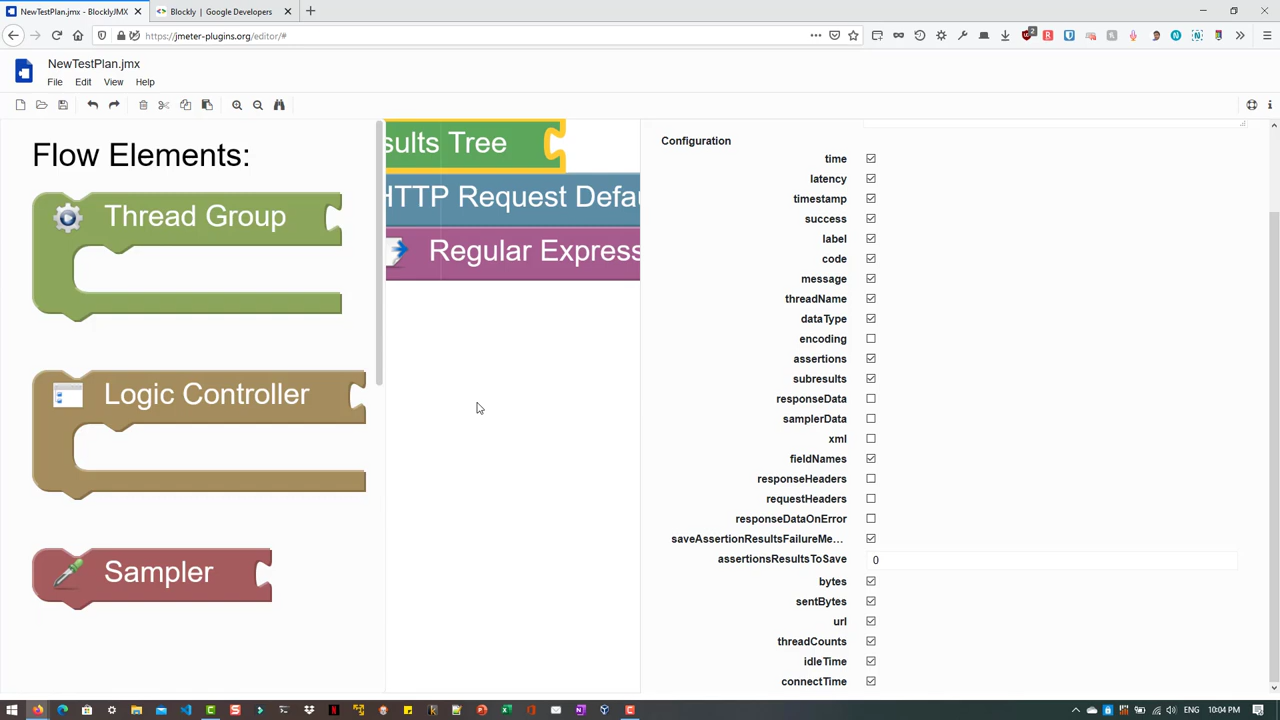 NewTestPlan.jmx - BlocklyJMX
Blockly | Google Developers
https://jmeter-plugins.org/editor/#
2
NewTestPlan.jmx
File Edit View Help
Flow Elements:
Thread Group
Logic Controller
Sampler
sults Tree
HTTP Request Defau
Regular Express
Configuration
time
latency
timestamp
success
label
code
message
threadName
dataType
encoding
assertions
subresults
responseData
samplerData
xml
fieldNames
responseHeaders
requestHeaders
responseDataOnError
saveAssertionResultsFailureMe...
assertionsResultsToSave 0
bytes
sentBytes
url
threadCounts
idleTime
connectTime
ENG 10:04 PM